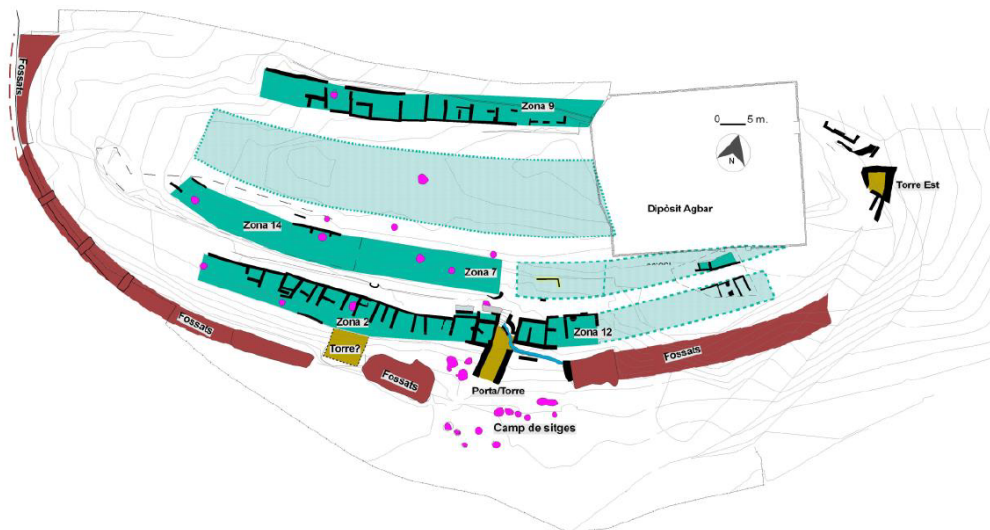 Fossats
Zona 9
0 5 m.
N
Torre Est
Dipòsit Agbar
Zona 14
Zona 7
Zona 2
Zona 12
Fossats
Torre?
Fossats
Fossats
Porta/Torre
Camp de sitges